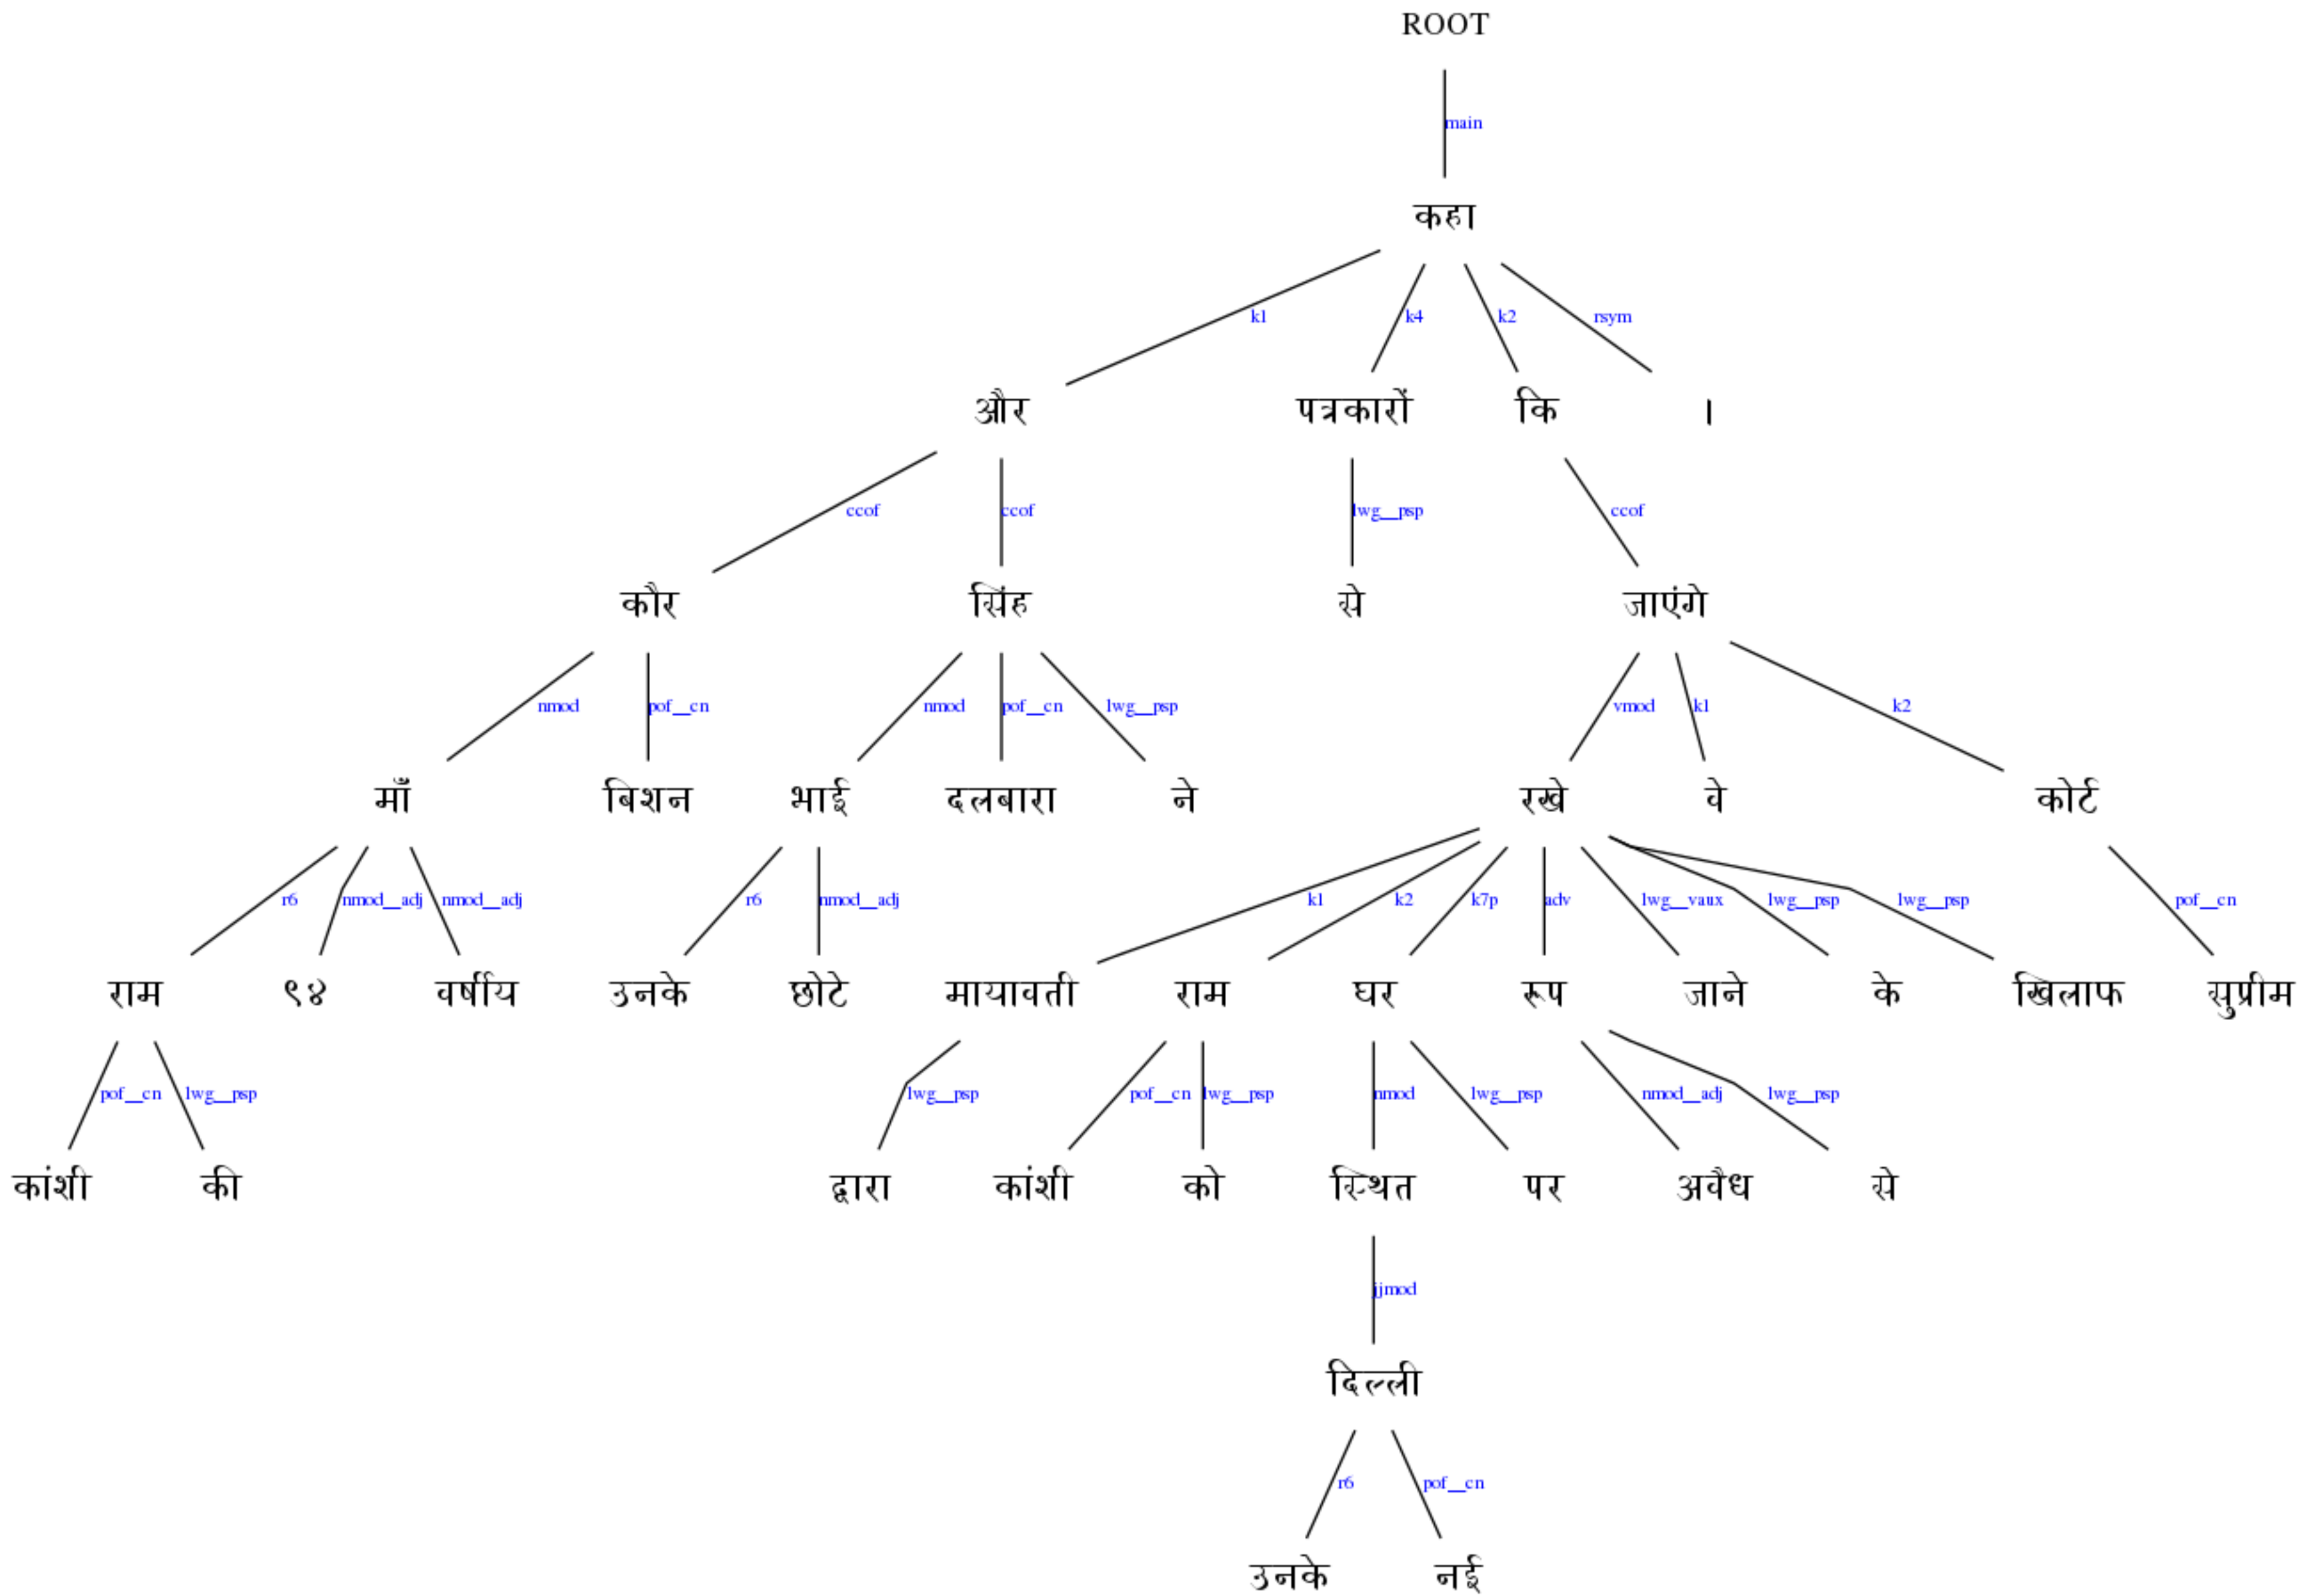 ROOT
main
कहा
k1 k4 k2 rsym
और पत्रकारों कि ।
ccof ccof lwg__psp ccof
कौर सिंह से जाएंगे
nmod pof__cn nmod pof__cn lwg__psp vmod k1 k2
माँ बिशन भाई दलबारा ने रखे वे कोर्ट
r6 nmod__adj nmod__adj r6 nmod__adj k1 k2 k7p adv lwg__vaux lwg__psp lwg__psp pof__cn
राम ९४ वर्षीय उनके छोटे मायावती राम घर रूप जाने के खिलाफ सुप्रीम
pof__cn lwg__psp lwg__psp pof__cn lwg__psp nmod lwg__psp nmod__adj lwg__psp
कांशी की द्वारा कांशी को स्थित पर अवैध से
jjmod
दिल्ली
r6 pof__cn
उनके नई